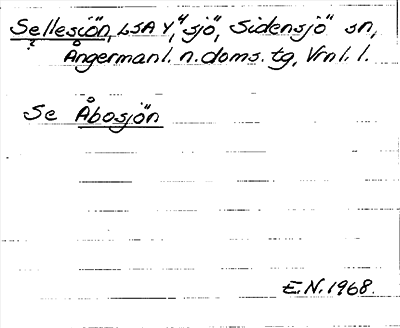 Sellesjön, LSA Y, "sjö", Sidensjö sn,
Ångermanl. n. doms. tg, Vrnl. l.
Se Åbosjön
E.N. 1968.